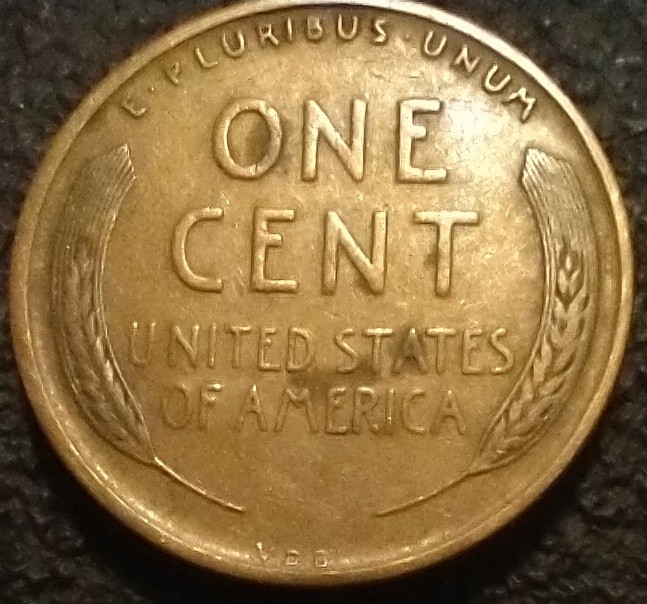 E·PLURIBUS·UNUM
ONE
CENT
UNITED STATES
OF AMERICA
V D B